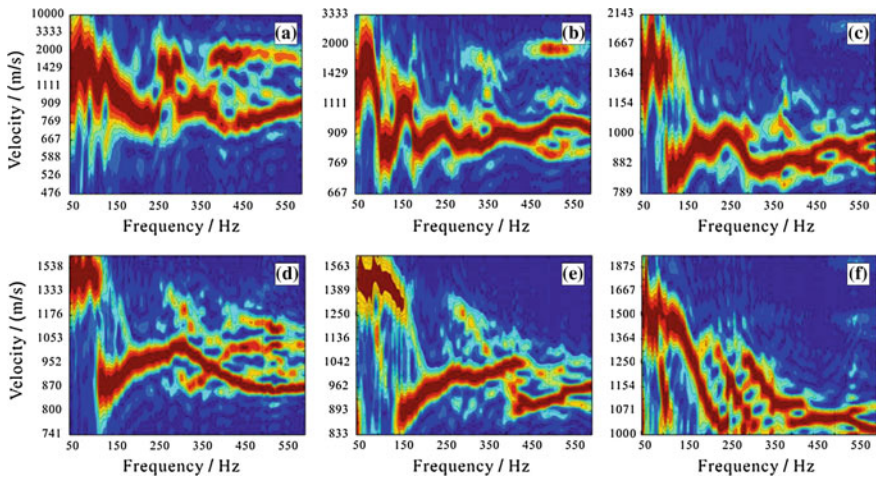 (a)
Velocity / (m/s)
10000
3333
2000
1429
1111
909
769
667
588
526
476
50 150 250 350 450 550
Frequency / Hz
(b)
3333
2000
1429
1111
909
769
667
50 150 250 350 450 550
Frequency / Hz
(c)
2143
1667
1364
1154
1000
882
789
50 150 250 350 450 550
Frequency / Hz
(d)
Velocity / (m/s)
1538
1333
1176
1053
952
870
800
741
50 150 250 350 450 550
Frequency / Hz
(e)
1563
1389
1250
1136
1042
962
893
833
50 150 250 350 450 550
Frequency / Hz
(f)
1875
1667
1500
1364
1250
1154
1071
1000
50 150 250 350 450 550
Frequency / Hz